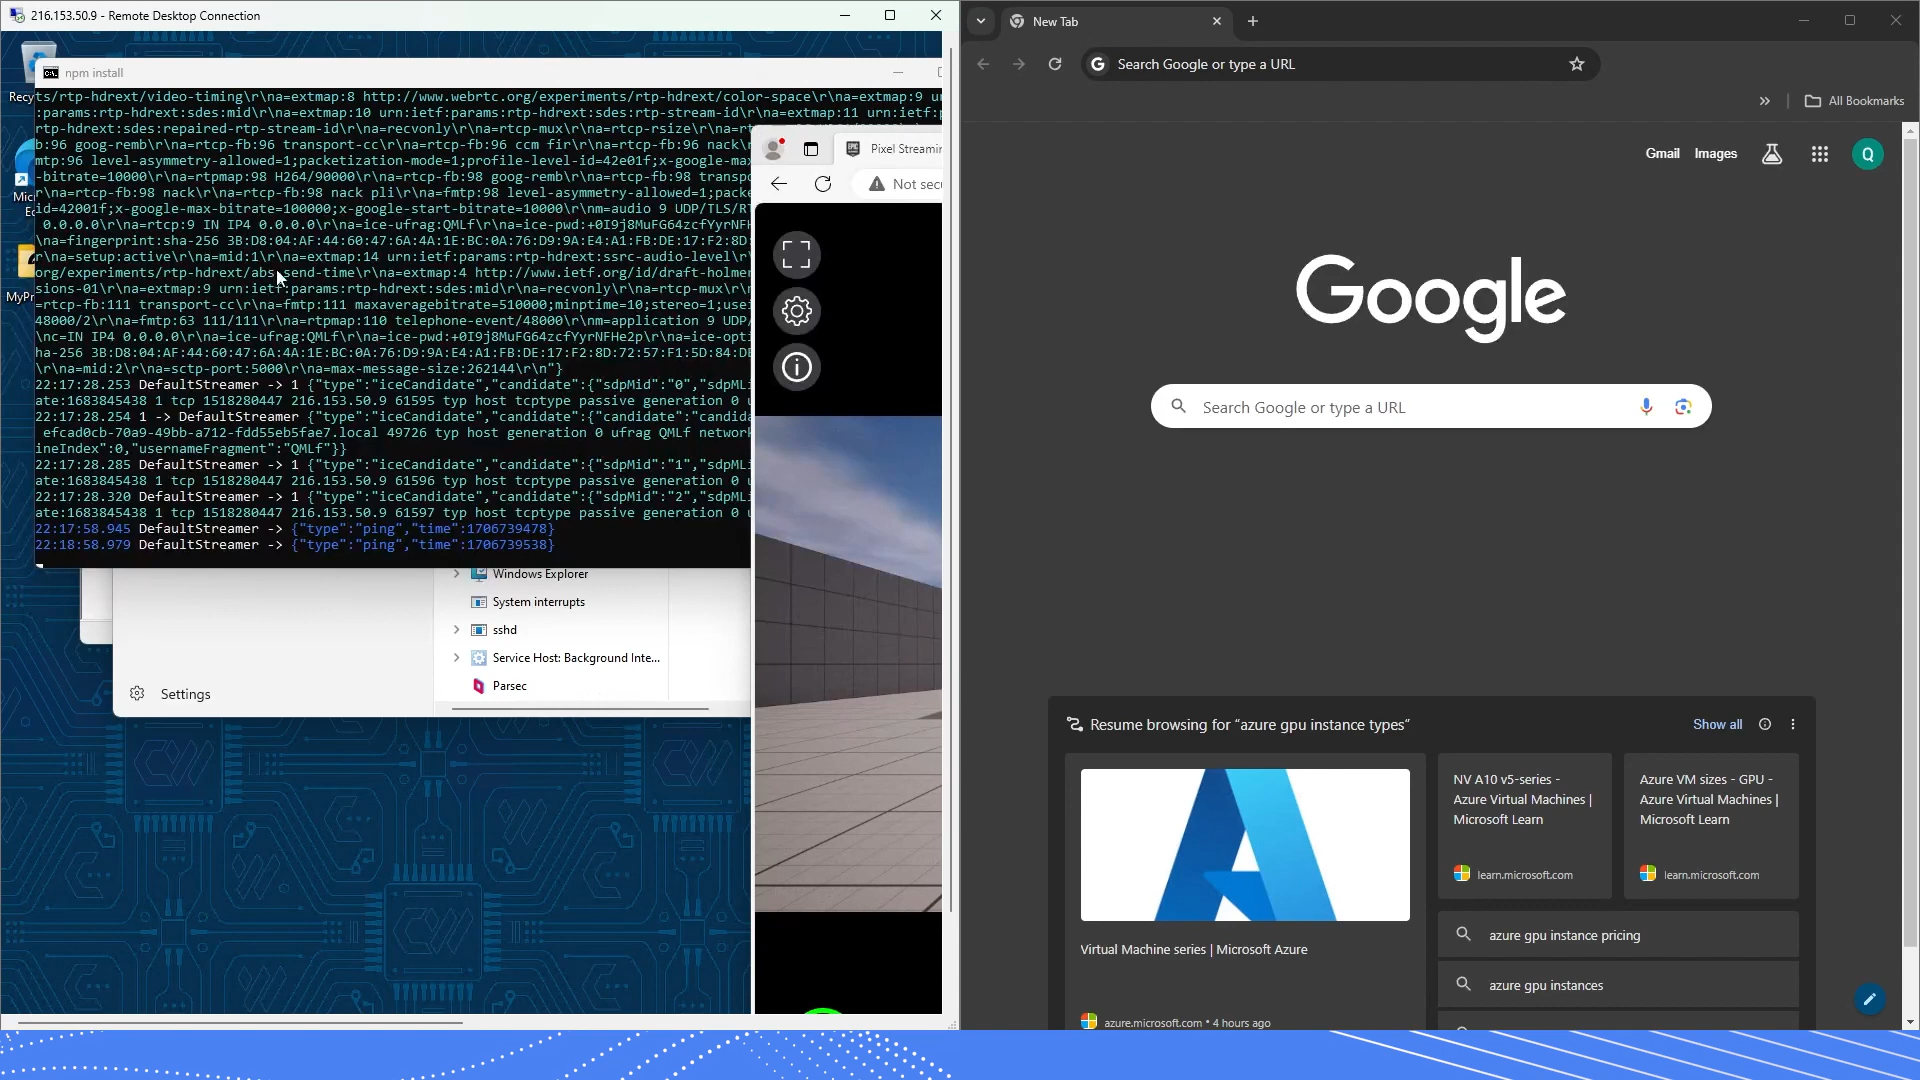 216.153.50.9 - Remote Desktop Connection
npm install
ts/rtp-hdrext/video-timing\r\na=extmap:8 http://www.webrtc.org/experiments/rtp-hdrext/color-space\r\na=extmap:9 ur
:params:rtp-hdrext:sdes:mid\r\na=extmap:10 urn:ietf:params:rtp-hdrext:sdes:rtp-stream-id\r\na=extmap:11 urn:ietf:p
rtp-hdrext:sdes:repaired-rtp-stream-id\r\na=recvonly\r\na=rtcp-mux\r\na=rtcp-rsize\r\na=rt
b:96 goog-remb\r\na=rtcp-fb:96 transport-cc\r\na=rtcp-fb:96 ccm fir\r\na=rtcp-fb:96 nack\r
mtp:96 level-asymmetry-allowed=1;packetization-mode=1;profile-level-id=42e01f;x-google-max
-bitrate=10000\r\na=rtpmap:98 H264/90000\r\na=rtcp-fb:98 goog-remb\r\na=rtcp-fb:98 transpo
\r\na=rtcp-fb:98 nack\r\na=rtcp-fb:98 nack pli\r\na=fmtp:98 level-asymmetry-allowed=1;packe
id=42001f;x-google-max-bitrate=100000;x-google-start-bitrate=10000\r\nm=audio 9 UDP/TLS/RT
0.0.0.0\r\na=rtcp:9 IN IP4 0.0.0.0\r\na=ice-ufrag:QMLf\r\na=ice-pwd:+0I9j8MuFG64zcfYyrNFH
\na=fingerprint:sha-256 3B:D8:04:AF:44:60:47:6A:4A:1E:BC:0A:76:D9:9A:E4:A1:FB:DE:17:F2:8D:
r\na=setup:active\r\na=mid:1\r\na=extmap:14 urn:ietf:params:rtp-hdrext:ssrc-audio-level\r\
org/experiments/rtp-hdrext/abs-send-time\r\na=extmap:4 http://www.ietf.org/id/draft-holmer
sions-01\r\na=extmap:9 urn:ietf:params:rtp-hdrext:sdes:mid\r\na=recvonly\r\na=rtcp-mux\r\n
=rtcp-fb:111 transport-cc\r\na=fmtp:111 maxaveragebitrate=510000;minptime=10;stereo=1;usei
48000/2\r\na=fmtp:63 111/111\r\na=rtpmap:110 telephone-event/48000\r\nm=application 9 UDP/
\nc=IN IP4 0.0.0.0\r\na=ice-ufrag:QMLf\r\na=ice-pwd:+0I9j8MuFG64zcfYyrNFHe2p\r\na=ice-opti
ha-256 3B:D8:04:AF:44:60:47:6A:4A:1E:BC:0A:76:D9:9A:E4:A1:FB:DE:17:F2:8D:72:57:F1:5D:84:DE
\r\na=mid:2\r\na=sctp-port:5000\r\na=max-message-size:262144\r\n"}
22:17:28.253 DefaultStreamer -> 1 {"type":"iceCandidate","candidate":{"sdpMid":"0","sdpMLi
ate:1683845438 1 tcp 1518280447 216.153.50.9 61595 typ host tcptype passive generation 0 u
22:17:28.254 1 -> DefaultStreamer {"type":"iceCandidate","candidate":{"candidate":"candida
efcad0cb-70a9-49bb-a712-fdd55eb5fae7.local 49726 typ host generation 0 ufrag QMLf network
ineIndex":0,"usernameFragment":"QMLf"}}
22:17:28.285 DefaultStreamer -> 1 {"type":"iceCandidate","candidate":{"sdpMid":"1","sdpMLi
ate:1683845438 1 tcp 1518280447 216.153.50.9 61596 typ host tcptype passive generation 0 u
22:17:28.320 DefaultStreamer -> 1 {"type":"iceCandidate","candidate":{"sdpMid":"2","sdpMLi
ate:1683845438 1 tcp 1518280447 216.153.50.9 61597 typ host tcptype passive generation 0 u
22:17:58.945 DefaultStreamer -> {"type":"ping","time":1706739478}
22:18:58.979 DefaultStreamer -> {"type":"ping","time":1706739538}
Recy
Mic
Ed
MyPr
Pixel Streamin
Not secu
Windows Explorer
System interrupts
sshd
Service Host: Background Inte...
Parsec
Settings
New Tab
Search Google or type a URL
All Bookmarks
Gmail
Images
Q
Google
Search Google or type a URL
Resume browsing for “azure gpu instance types”
Show all
NV A10 v5-series -
Azure Virtual Machines |
Microsoft Learn
learn.microsoft.com
Azure VM sizes - GPU -
Azure Virtual Machines |
Microsoft Learn
learn.microsoft.com
Virtual Machine series | Microsoft Azure
azure.microsoft.com • 4 hours ago
azure gpu instance pricing
azure gpu instances